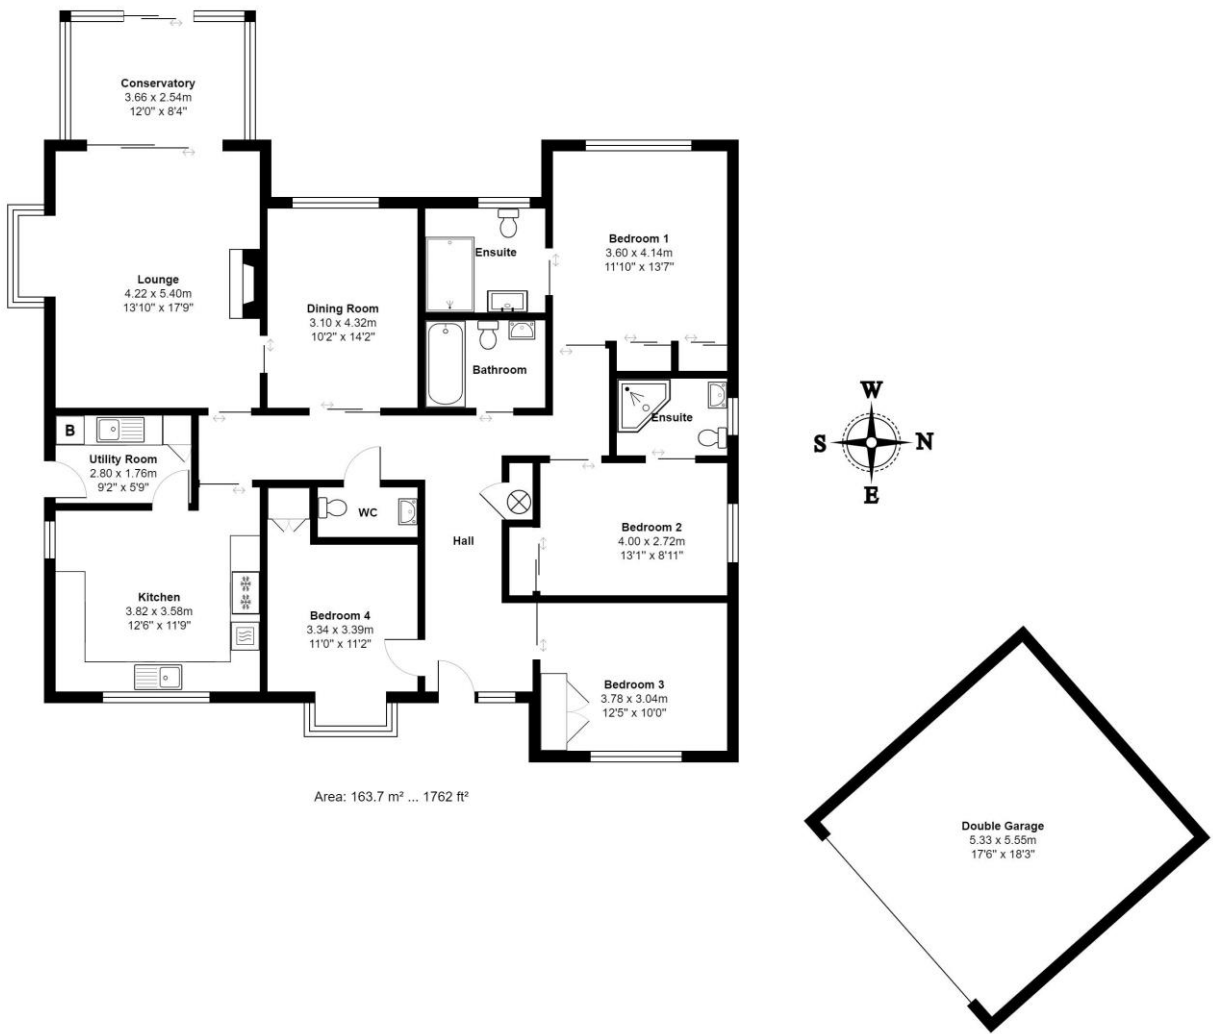 Conservatory
3.66 x 2.54m
12'0" x 8'4"
Lounge
4.22 x 5.40m
13'10" x 17'9"
Dining Room
3.10 x 4.32m
10'2" x 14'2"
Ensuite
Bedroom 1
3.60 x 4.14m
11'10" x 13'7"
Bathroom
Ensuite
B
Utility Room
2.80 x 1.76m
9'2" x 5'9"
WC
Hall
Bedroom 2
4.00 x 2.72m
13'1" x 8'11"
Kitchen
3.82 x 3.58m
12'6" x 11'9"
Bedroom 4
3.34 x 3.39m
11'0" x 11'2"
Bedroom 3
3.78 x 3.04m
12'5" x 10'0"
W
S
N
E
Area: 163.7 m² ... 1762 ft²
Double Garage
5.33 x 5.55m
17'6" x 18'3"